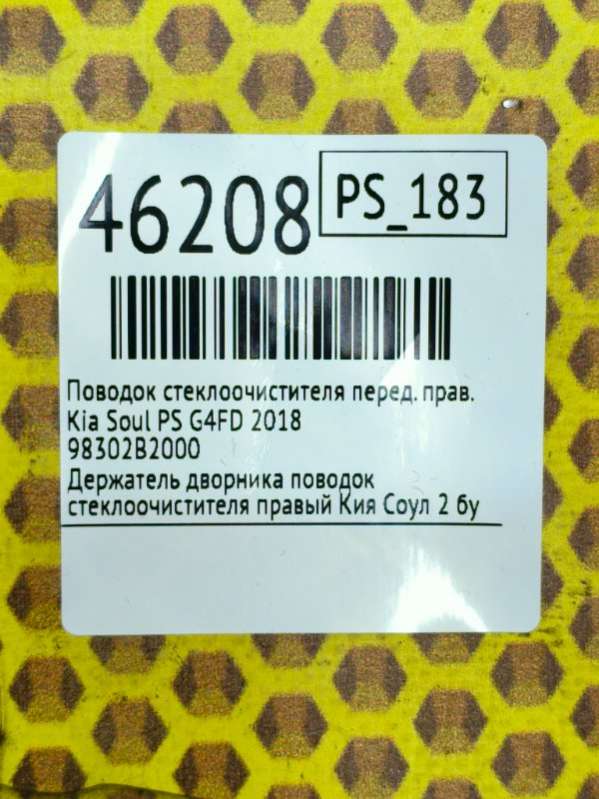 46208
PS_183
Поводок стеклоочистителя перед. прав.
Kia Soul PS G4FD 2018
98302B2000
Держатель дворника поводок
стеклоочистителя правый Кия Соул 2 бу